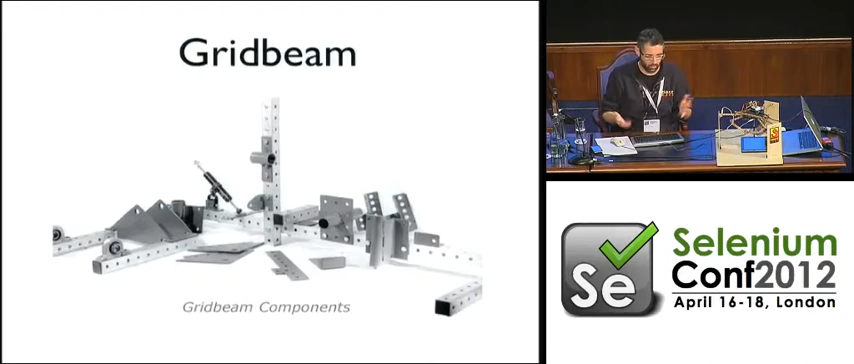 Gridbeam
Gridbeam Components
Se
Selenium
Conf2012
April 16-18, London